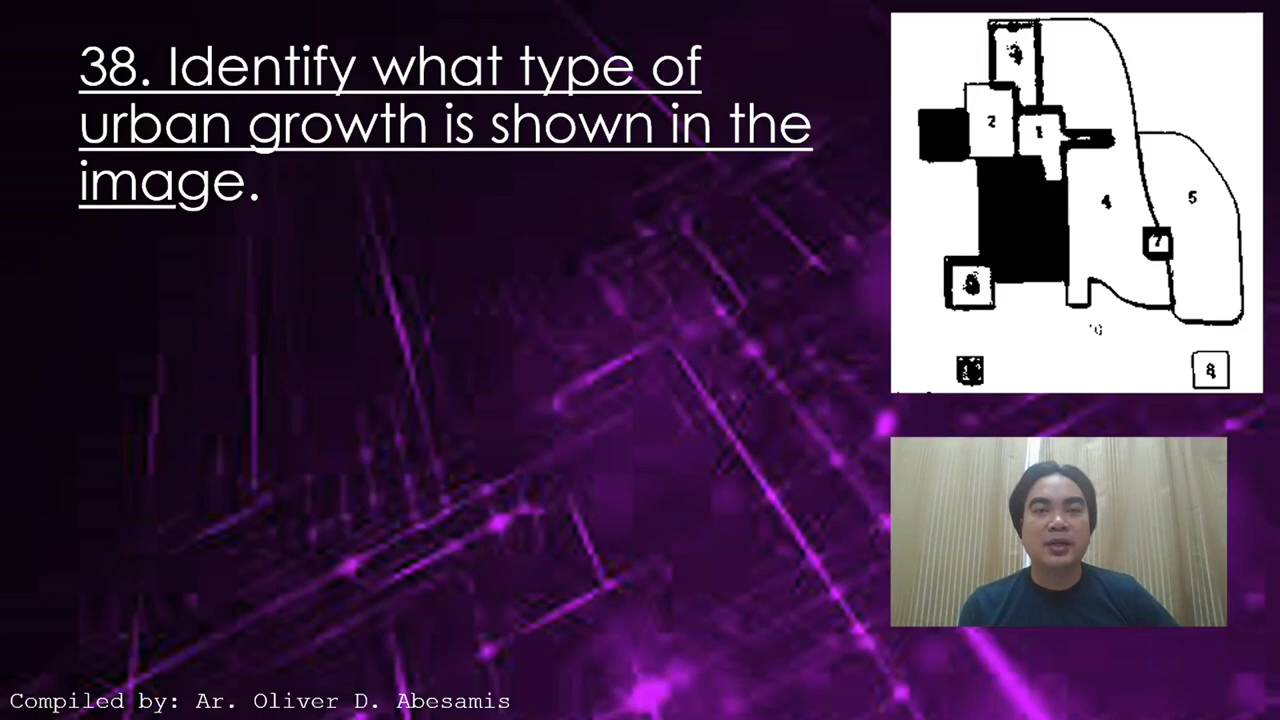 38. Identify what type of
urban growth is shown in the
image.
2
1
4
5
7
8
Compiled by: Ar. Oliver D. Abesamis